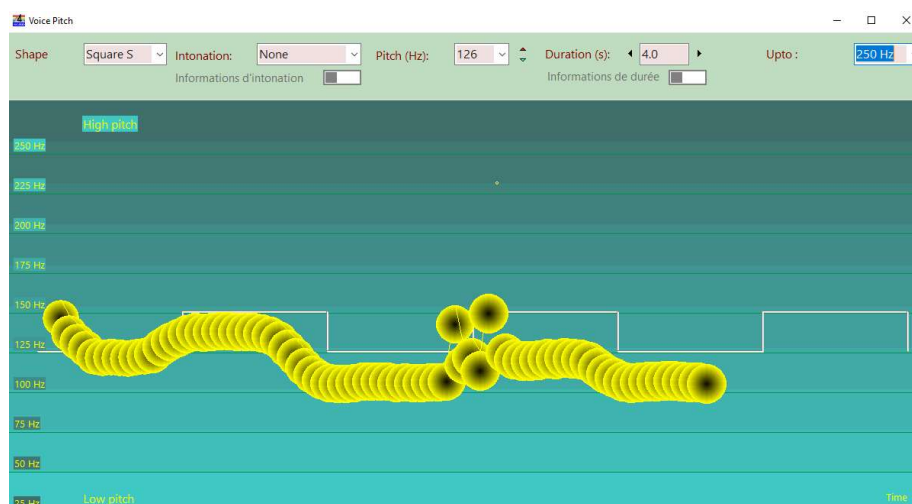 Voice Pitch
Shape Square S Intonation: None Pitch (Hz): 126 Duration (s): 4.0 Upto : 250 Hz
Informations d'intonation Informations de durée
High pitch
250 Hz
225 Hz
200 Hz
175 Hz
150 Hz
125 Hz
100 Hz
75 Hz
50 Hz
Low pitch Time
25 Hz